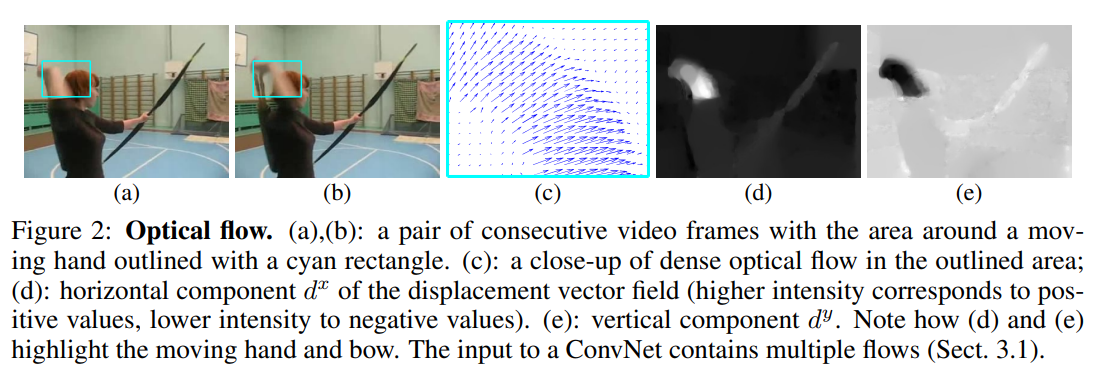 (a)
(b)
(c)
(d)
(e)
Figure 2: Optical flow. (a),(b): a pair of consecutive video frames with the area around a mov-
ing hand outlined with a cyan rectangle. (c): a close-up of dense optical flow in the outlined area;
(d): horizontal component dˣ of the displacement vector field (higher intensity corresponds to pos-
itive values, lower intensity to negative values). (e): vertical component dʸ. Note how (d) and (e)
highlight the moving hand and bow. The input to a ConvNet contains multiple flows (Sect. 3.1).